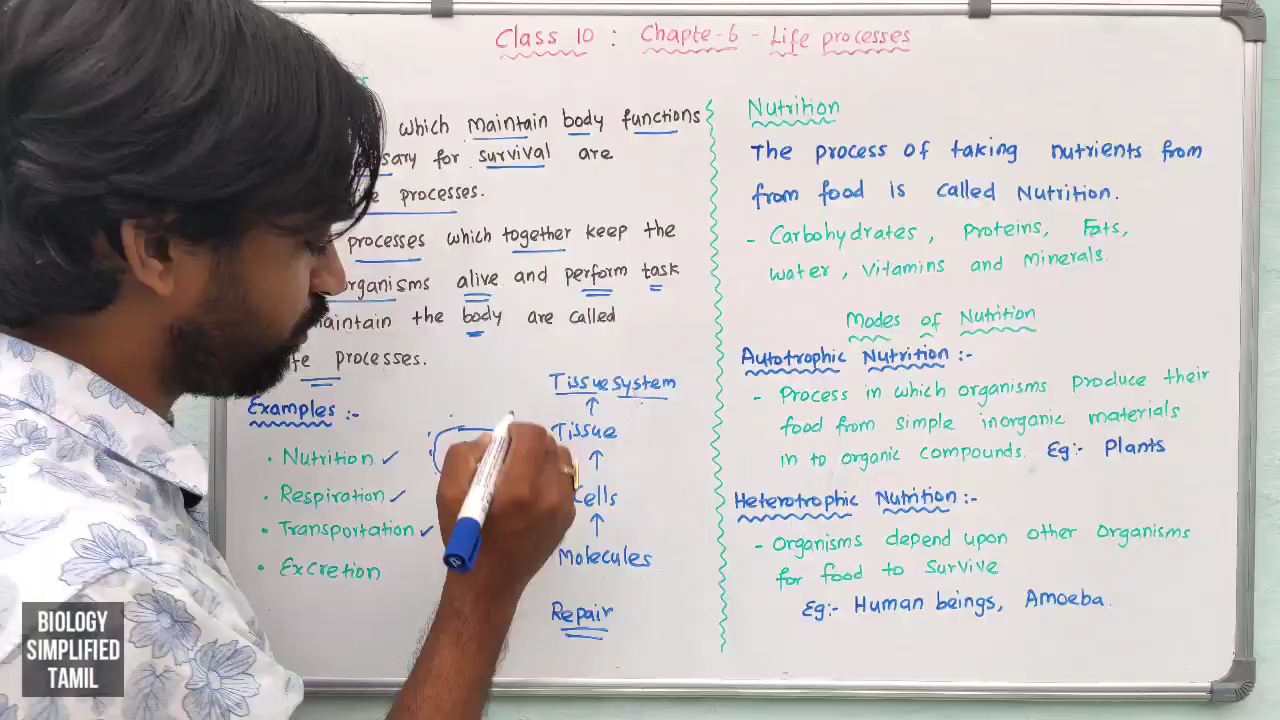 Class 10 : Chapte-6 - Life processes
which maintain body functions
sary for survival are
processes.
processes which together keep the
organisms alive and perform task
maintain the body are called
fe processes.
Examples :-
• Nutrition ✓
• Respiration ✓
• Transportation ✓
• Excretion
Tissue system
↑
Tissue
↑
Cells
↑
Molecules
Repair
Nutrition
The process of taking nutrients from
from food is called Nutrition.
- Carbohydrates, Proteins, Fats,
water, Vitamins and Minerals.
Modes of Nutrition
Autotrophic Nutrition :-
- Process in which organisms produce their
food from simple inorganic materials
in to organic compounds. Eg:- Plants
Heterotrophic Nutrition :-
- Organisms depend upon other organisms
for food to survive
Eg:- Human beings, Amoeba.
BIOLOGY
SIMPLIFIED
TAMIL